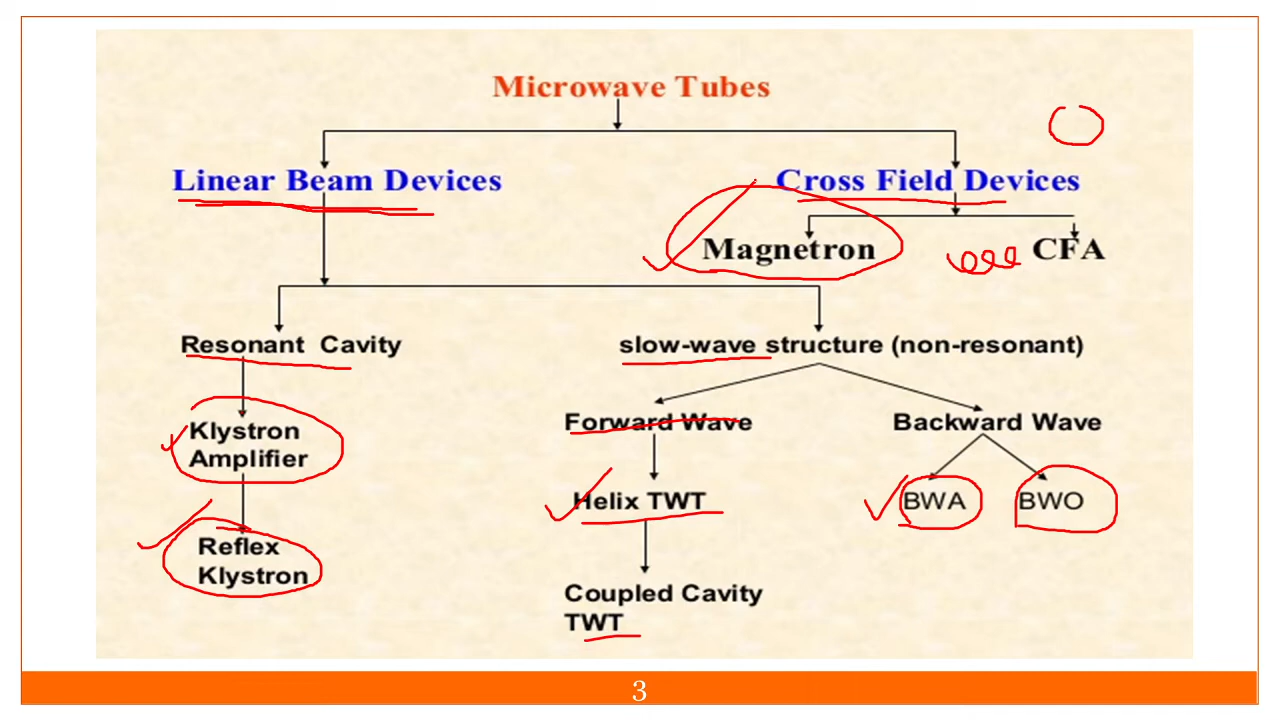 Microwave Tubes
Linear Beam Devices
Cross Field Devices
Magnetron
CFA
Resonant Cavity
slow-wave structure (non-resonant)
Klystron
Amplifier
Forward Wave
Backward Wave
Helix TWT
BWA
BWO
Reflex
Klystron
Coupled Cavity
TWT
3